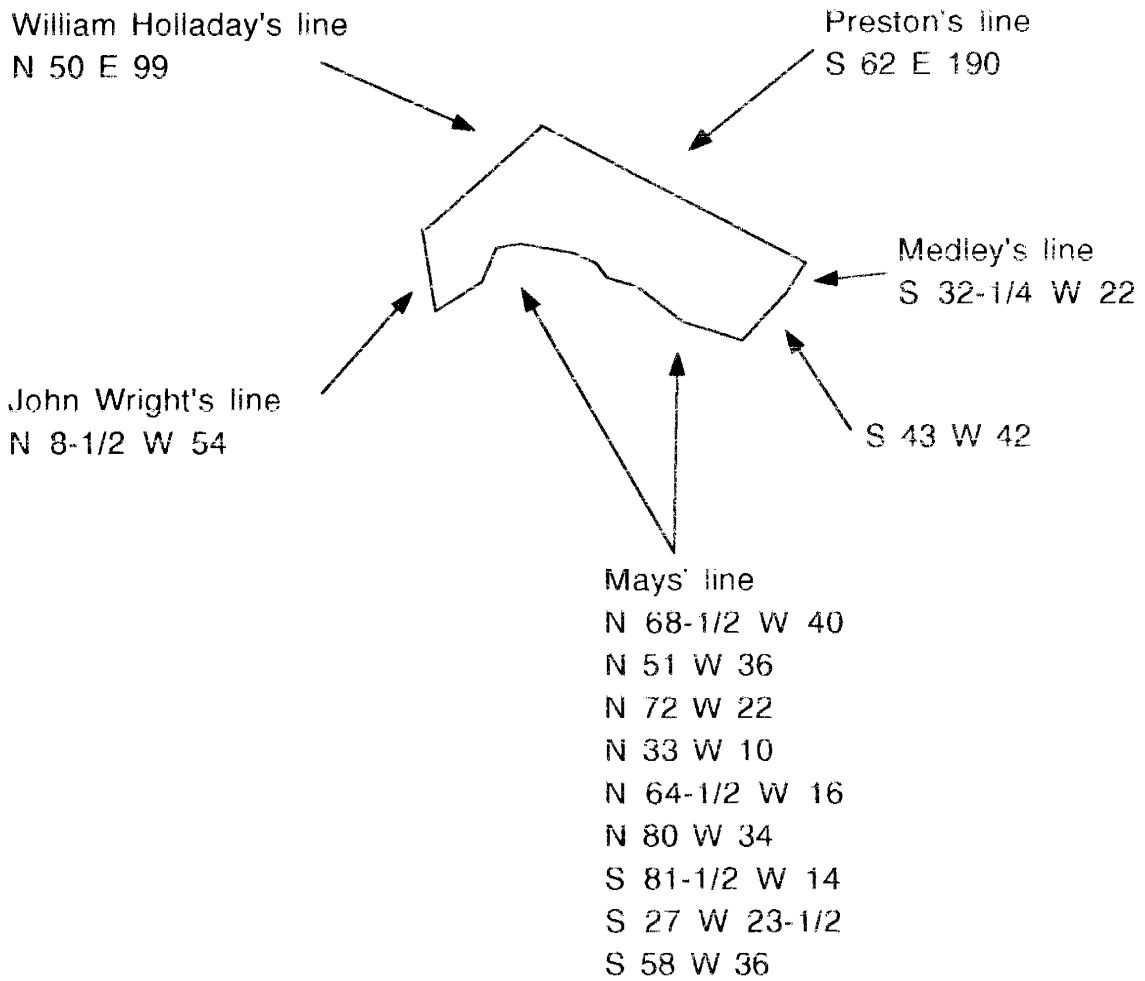 William Holladay's line
N 50 E 99
Preston's line
S 62 E 190
Medley's line
S 32-1/4 W 22
John Wright's line
N 8-1/2 W 54
S 43 W 42
Mays' line
N 68-1/2 W 40
N 51 W 36
N 72 W 22
N 33 W 10
N 64-1/2 W 16
N 80 W 34
S 81-1/2 W 14
S 27 W 23-1/2
S 58 W 36